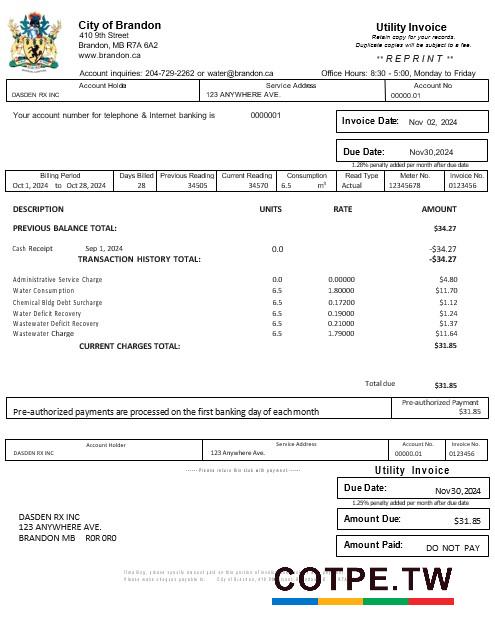 City of Brandon
410 9th Street
Brandon, MB R7A 6A2
www.brandon.ca
Utility Invoice
Retain copy for your records.
Duplicate copies will be subject to a fee.
** R E P R I N T **
Account inquiries: 204-729-2262 or water@brandon.ca
Office Hours: 8:30 - 5:00, Monday to Friday
Account Holder Service Address Account No
DASDEN RX INC 123 ANYWHERE AVE. 00000.01
Your account number for telephone & Internet banking is 0000001
Invoice Date: Nov 02, 2024
Due Date: Nov30,2024
1.28% penalty added per month after due date
Billing Period Days Billed Previous Reading Current Reading Consumption Read Type Meter No. Invoice No.
Oct 1, 2024 to Oct 28, 2024 28 34505 34570 6.5 m³ Actual 12345678 0123456
DESCRIPTION UNITS RATE AMOUNT
PREVIOUS BALANCE TOTAL: $34.27
Cash Receipt Sep 1, 2024 0.0 -$34.27
TRANSACTION HISTORY TOTAL: -$34.27
Administrative Service Charge 0.0 0.00000 $4.80
Water Consumption 6.5 1.80000 $11.70
Chemical Bldg Debt Surcharge 6.5 0.17200 $1.12
Water Deficit Recovery 6.5 0.19000 $1.24
Wastewater Deficit Recovery 6.5 0.21000 $1.37
Wastewater Charge 6.5 1.79000 $11.64
CURRENT CHARGES TOTAL: $31.85
Total due $31.85
Pre-authorized payments are processed on the first banking day of each month
Pre-authorized Payment
$31.85
Account Holder Service Address Account No. Invoice No.
DASDEN RX INC 123 Anywhere Ave. 00000.01 0123456
------Please return this stub with payment------
Utility Invoice
Due Date: Nov30,2024
1.25% penalty added per month after due date
DASDEN RX INC
123 ANYWHERE AVE.
BRANDON MB R0R 0R0
Amount Due: $31.85
Amount Paid: DO NOT PAY
COTPE.TW